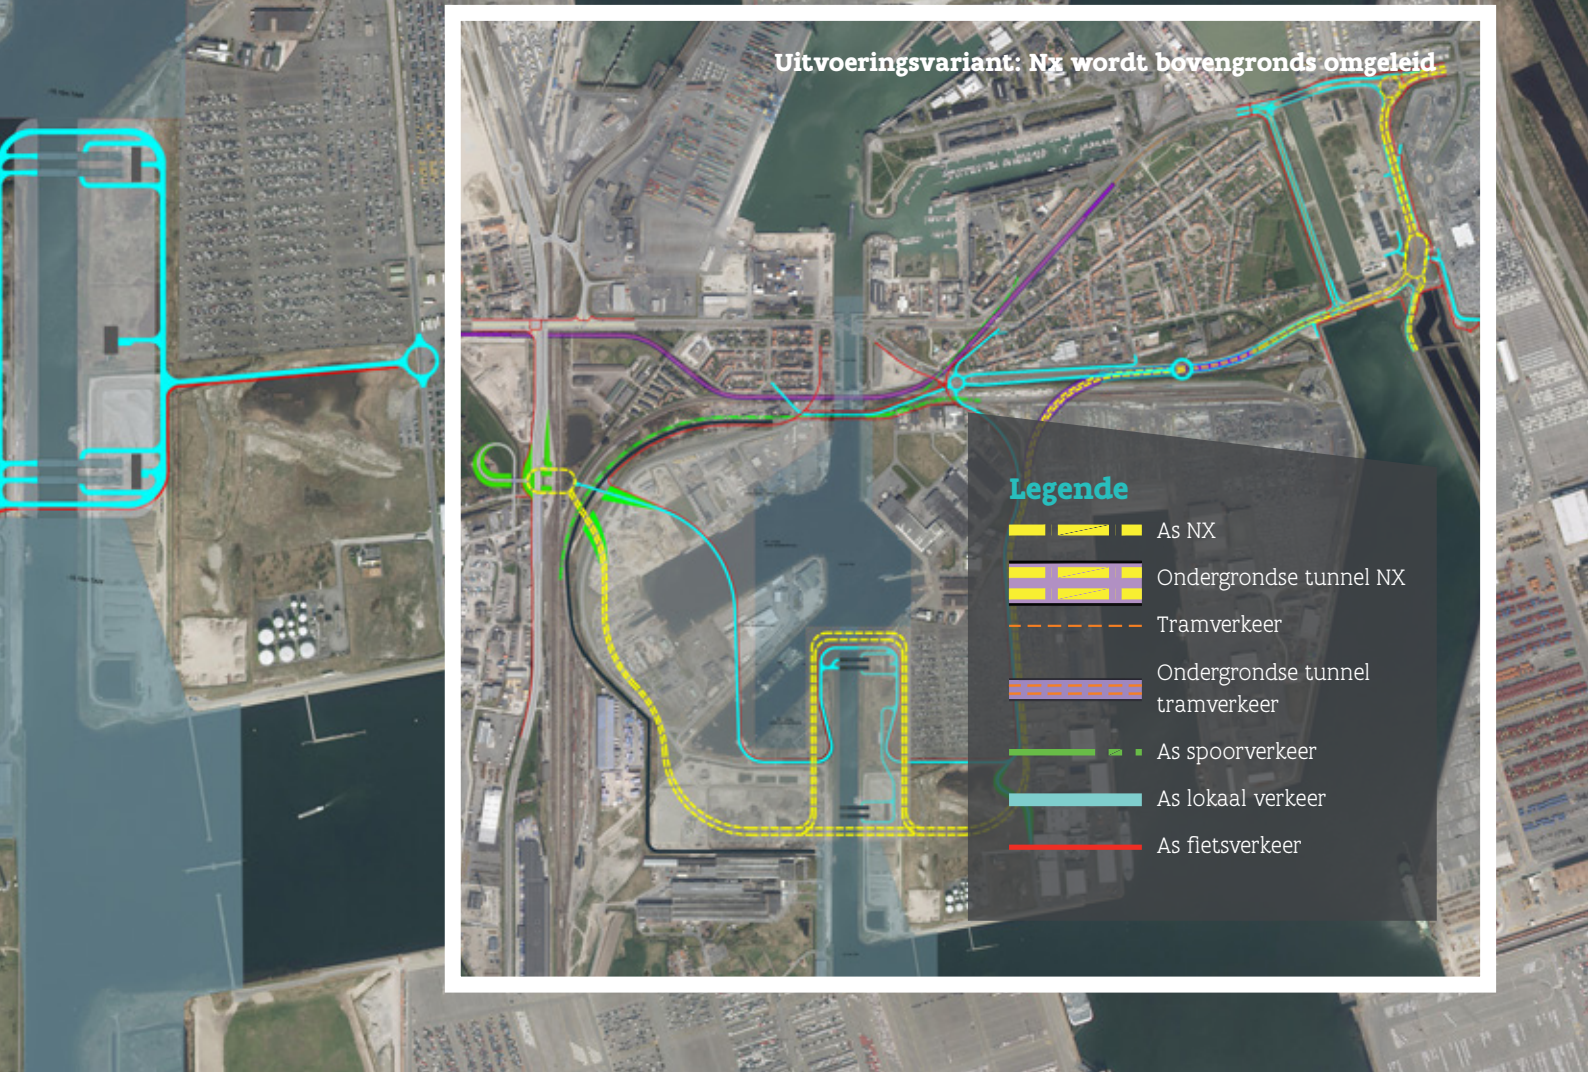 Uitvoeringsvariant: Nx wordt bovengronds omgeleid
Legende
As NX
Ondergrondse tunnel NX
Tramverkeer
Ondergrondse tunnel
tramverkeer
As spoorverkeer
As lokaal verkeer
As fietsverkeer